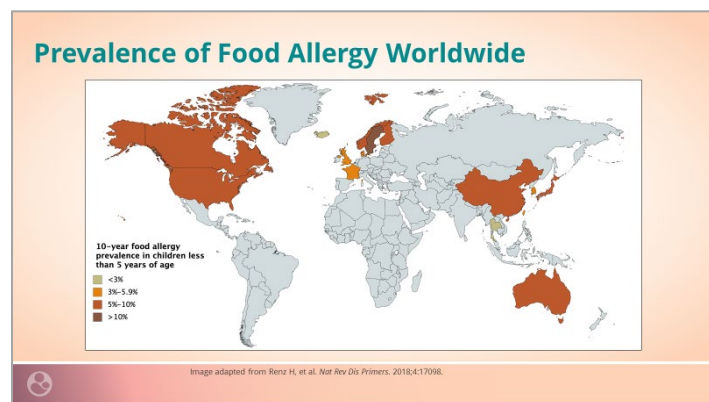 Prevalence of Food Allergy Worldwide
10-year food allergy
prevalence in children less
than 5 years of age
<3%
3%–5.9%
5%–10%
>10%
Image adapted from Renz H, et al. Nat Rev Dis Primers. 2018;4:17098.